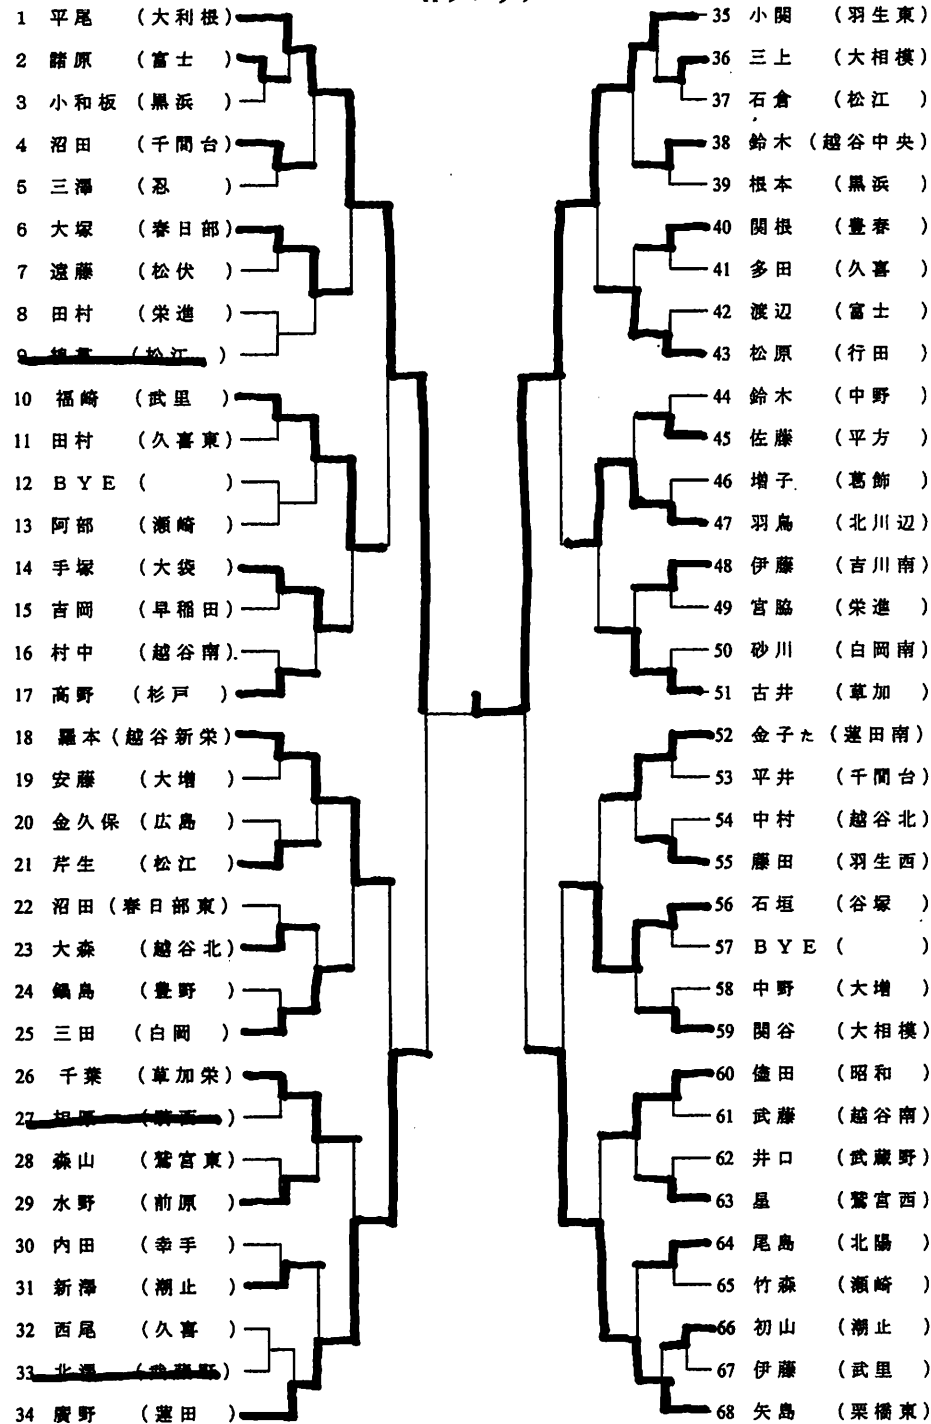 1 平尾 (大利根)
2 諸原 (富士 )
3 小和板 (黒浜 )
4 沼田 (千間台)
5 三澤 (忍 )
6 大塚 (春日部)
7 遠藤 (松伏 )
8 田村 (栄進 )
9 (松江 )
10 福崎 (武里 )
11 田村 (久喜東)
12 BYE ( )
13 阿部 (瀬崎 )
14 手塚 (大袋 )
15 吉岡 (早稲田)
16 村中 (越谷南)
17 高野 (杉戸 )
18 羅本 (越谷新栄)
19 安藤 (大増 )
20 金久保 (広島 )
21 芹生 (松江 )
22 沼田 (春日部東)
23 大森 (越谷北)
24 鍋島 (豊野 )
25 三田 (白岡 )
26 千葉 (草加栄)
27
28 森山 (鷲宮東)
29 水野 (前原 )
30 内田 (幸手 )
31 新澤 (潮止 )
32 西尾 (久喜 )
33 北澤 (武蔵野)
34 廣野 (蓮田 )
35 小関 (羽生東)
36 三上 (大相模)
37 石倉 (松江 )
38 鈴木 (越谷中央)
39 根本 (黒浜 )
40 関根 (豊春 )
41 多田 (久喜 )
42 渡辺 (富士 )
43 松原 (行田 )
44 鈴木 (中野 )
45 佐藤 (平方 )
46 増子 (葛飾 )
47 羽鳥 (北川辺)
48 伊藤 (吉川南)
49 宮脇 (栄進 )
50 砂川 (白岡南)
51 古井 (草加 )
52 金子た (蓮田南)
53 平井 (千間台)
54 中村 (越谷北)
55 藤田 (羽生西)
56 石垣 (谷塚 )
57 BYE ( )
58 中野 (大増 )
59 関谷 (大相模)
60 儘田 (昭和 )
61 武藤 (越谷南)
62 井口 (武蔵野)
63 星 (鷲宮西)
64 尾島 (北陽 )
65 竹森 (瀬崎 )
66 初山 (潮止 )
67 伊藤 (武里 )
68 矢島 (栗橋東)